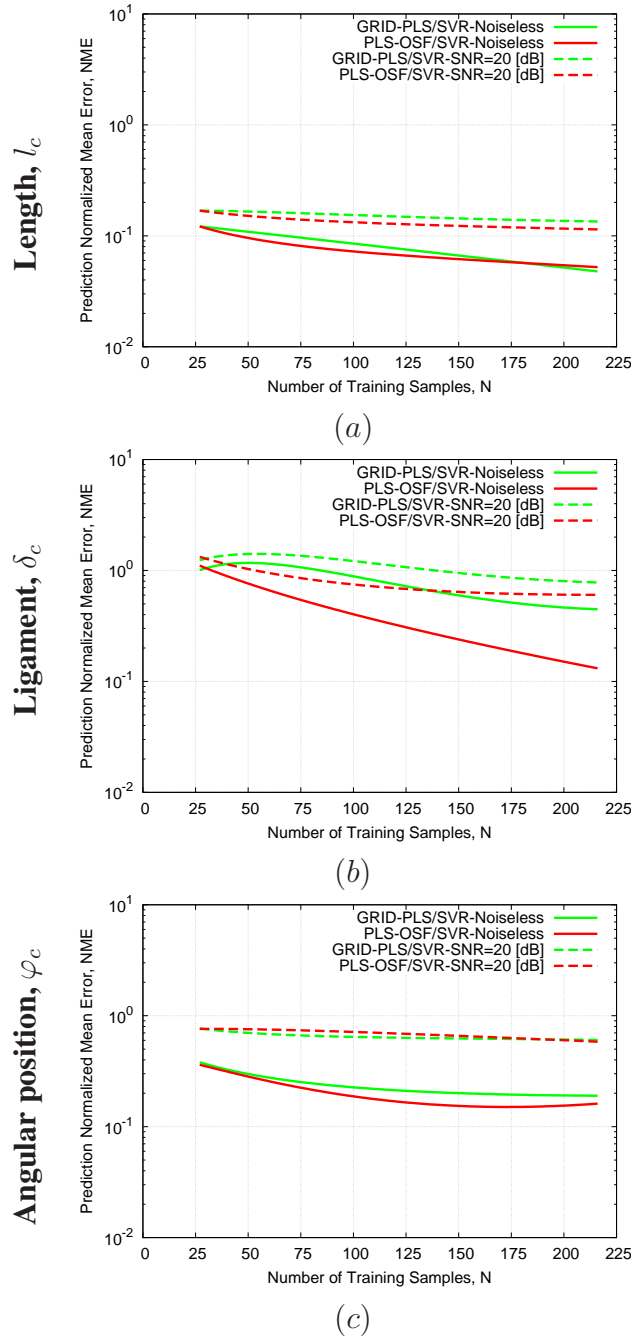 Length, l_c
Prediction Normalized Mean Error, NME
10^1
10^0
10^-1
10^-2
GRID-PLS/SVR-Noiseless
PLS-OSF/SVR-Noiseless
GRID-PLS/SVR-SNR=20 [dB]
PLS-OSF/SVR-SNR=20 [dB]
0 25 50 75 100 125 150 175 200 225
Number of Training Samples, N
(a)
Ligament, δ_c
Prediction Normalized Mean Error, NME
10^1
10^0
10^-1
10^-2
GRID-PLS/SVR-Noiseless
PLS-OSF/SVR-Noiseless
GRID-PLS/SVR-SNR=20 [dB]
PLS-OSF/SVR-SNR=20 [dB]
0 25 50 75 100 125 150 175 200 225
Number of Training Samples, N
(b)
Angular position, φ_c
Prediction Normalized Mean Error, NME
10^1
10^0
10^-1
10^-2
GRID-PLS/SVR-Noiseless
PLS-OSF/SVR-Noiseless
GRID-PLS/SVR-SNR=20 [dB]
PLS-OSF/SVR-SNR=20 [dB]
0 25 50 75 100 125 150 175 200 225
Number of Training Samples, N
(c)